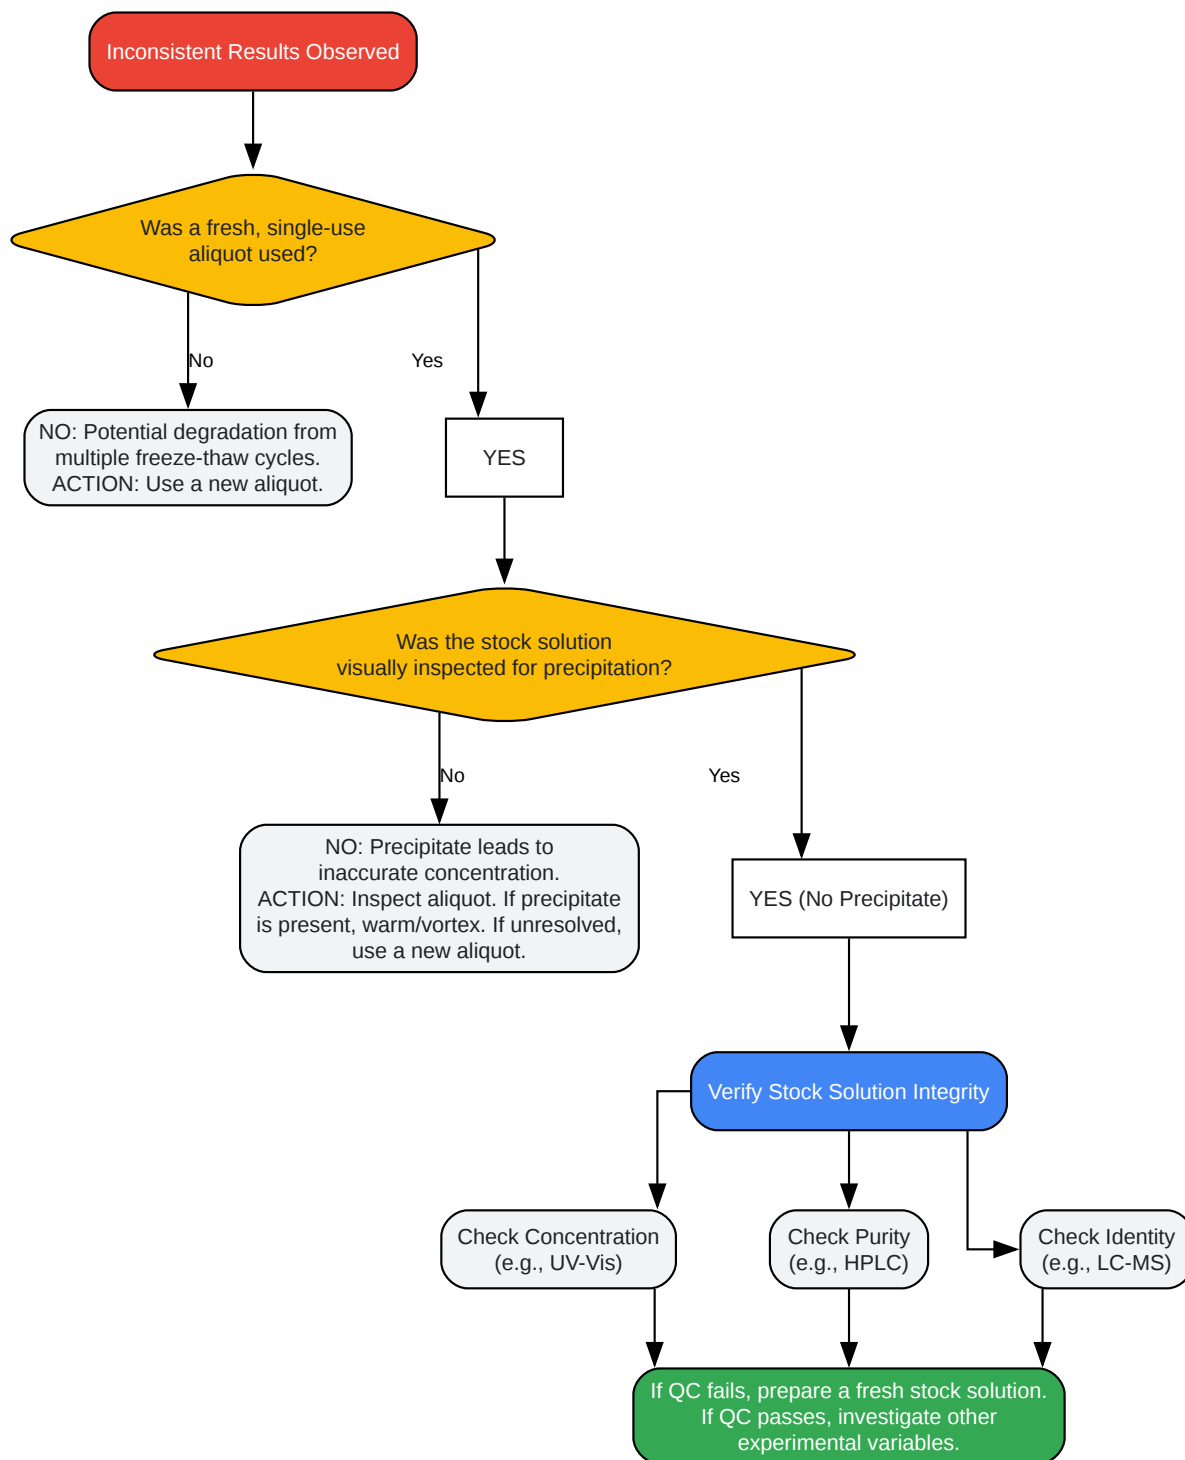 Inconsistent Results Observed
Was a fresh, single-use
aliquot used?
No
Yes
NO: Potential degradation from
multiple freeze-thaw cycles.
ACTION: Use a new aliquot.
YES
Was the stock solution
visually inspected for precipitation?
No
Yes
NO: Precipitate leads to
inaccurate concentration.
ACTION: Inspect aliquot. If precipitate
is present, warm/vortex. If unresolved,
use a new aliquot.
YES (No Precipitate)
Verify Stock Solution Integrity
Check Concentration
(e.g., UV-Vis)
Check Purity
(e.g., HPLC)
Check Identity
(e.g., LC-MS)
If QC fails, prepare a fresh stock solution.
If QC passes, investigate other
experimental variables.